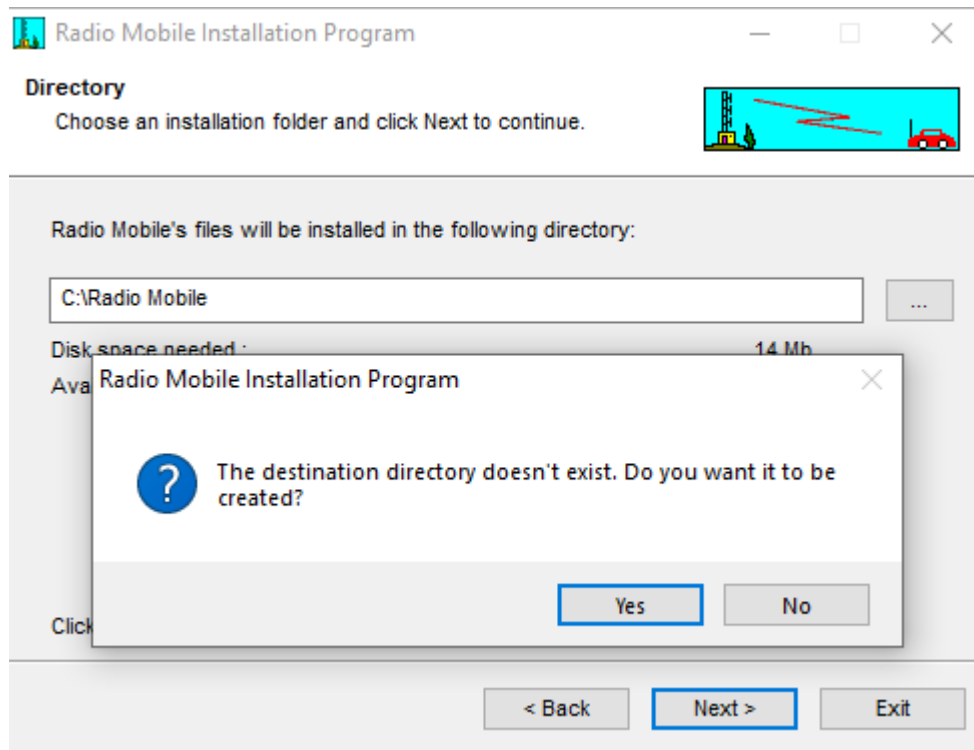 Radio Mobile Installation Program
Directory
Choose an installation folder and click Next to continue.
Radio Mobile's files will be installed in the following directory:
C:\Radio Mobile
...
Disk space needed : 14 Mb
Ava
Radio Mobile Installation Program
The destination directory doesn't exist. Do you want it to be
created?
Yes No
Click
< Back Next > Exit